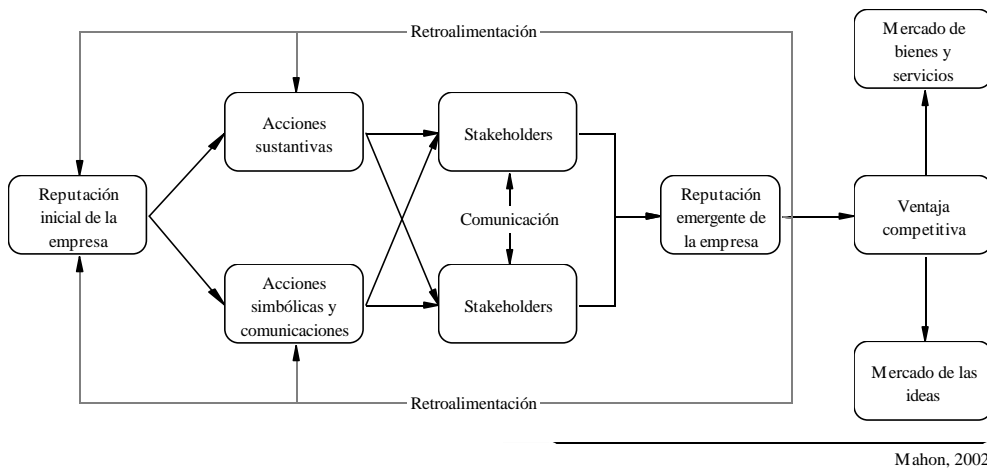 Retroalimentación
Mercado de
bienes y
servicios
Acciones
sustantivas
Stakeholders
Reputación
inicial de la
empresa
Comunicación
Reputación
emergente de
la empresa
Ventaja
competitiva
Acciones
simbólicas y
comunicaciones
Stakeholders
Mercado de las
ideas
Retroalimentación
Mahon, 2002